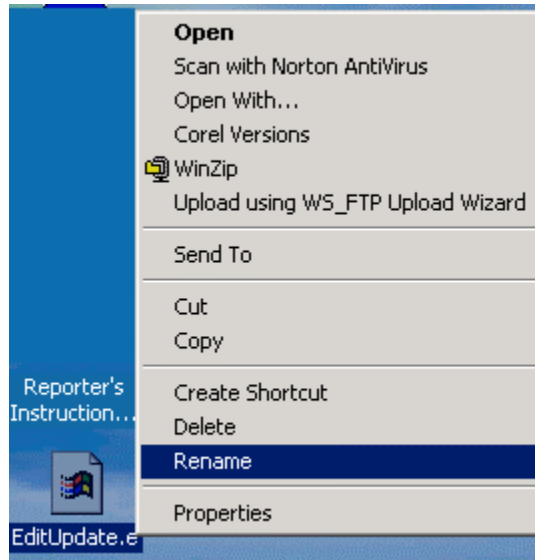 Open
Scan with Norton AntiVirus
Open With...
Corel Versions
WinZip
Upload using WS_FTP Upload Wizard
Send To
Cut
Copy
Create Shortcut
Delete
Rename
Properties
Reporter's
Instruction...
EditUpdate.e